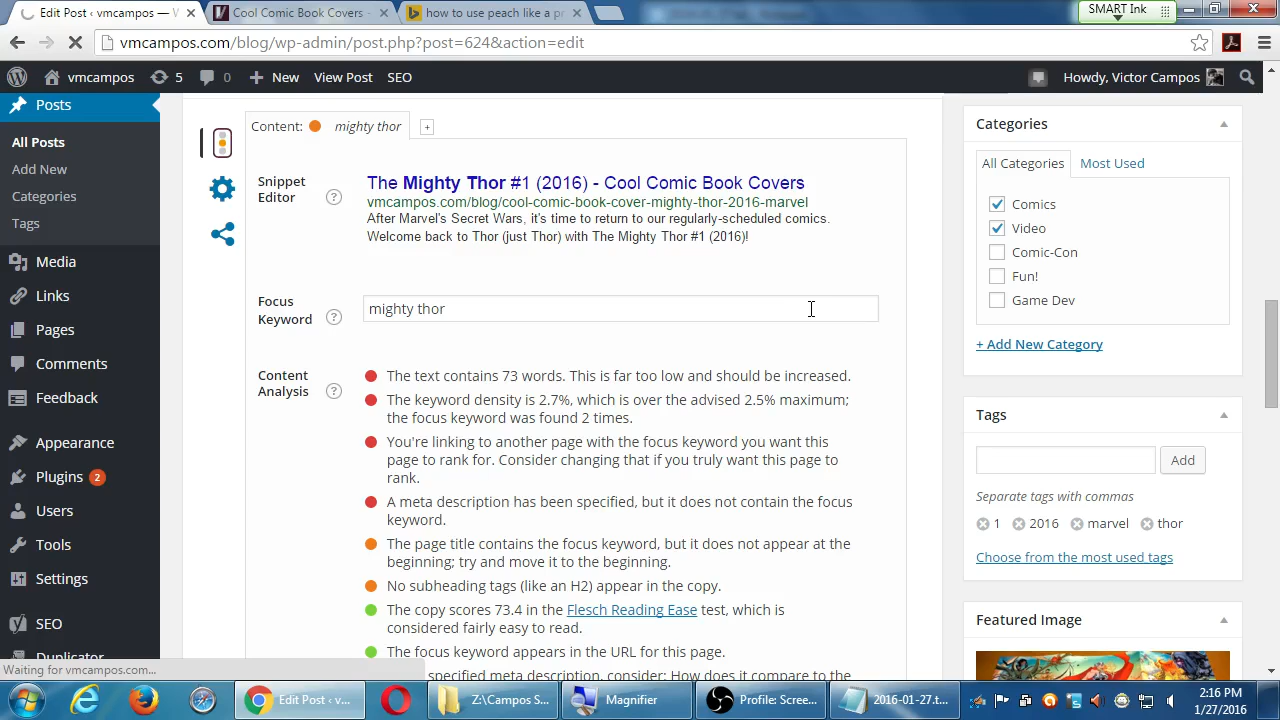 Edit Post ‹ vmcampos — W
Cool Comic Book Covers -
how to use peach like a pr
SMART Ink
vmcampos.com/blog/wp-admin/post.php?post=624&action=edit
vmcampos
5
0
New
View Post
SEO
Howdy, Victor Campos
Posts
All Posts
Add New
Categories
Tags
Media
Links
Pages
Comments
Feedback
Appearance
Plugins 2
Users
Tools
Settings
SEO
Duplicator
Content: mighty thor +
Snippet
Editor ?
The Mighty Thor #1 (2016) - Cool Comic Book Covers
vmcampos.com/blog/cool-comic-book-cover-mighty-thor-2016-marvel
After Marvel's Secret Wars, it's time to return to our regularly-scheduled comics.
Welcome back to Thor (just Thor) with The Mighty Thor #1 (2016)!
Focus
Keyword ?
mighty thor
Content
Analysis ?
The text contains 73 words. This is far too low and should be increased.
The keyword density is 2.7%, which is over the advised 2.5% maximum;
the focus keyword was found 2 times.
You're linking to another page with the focus keyword you want this
page to rank for. Consider changing that if you truly want this page to
rank.
A meta description has been specified, but it does not contain the focus
keyword.
The page title contains the focus keyword, but it does not appear at the
beginning; try and move it to the beginning.
No subheading tags (like an H2) appear in the copy.
The copy scores 73.4 in the Flesch Reading Ease test, which is
considered fairly easy to read.
The focus keyword appears in the URL for this page.
specified meta description, consider: How does it compare to the
Categories
All Categories
Most Used
Comics
Video
Comic-Con
Fun!
Game Dev
+ Add New Category
Tags
Add
Separate tags with commas
1
2016
marvel
thor
Choose from the most used tags
Featured Image
Waiting for vmcampos.com...
Edit Post ‹ v...
Z:\Campos S...
Magnifier
Profile: Scree...
2016-01-27.t...
2:16 PM
1/27/2016